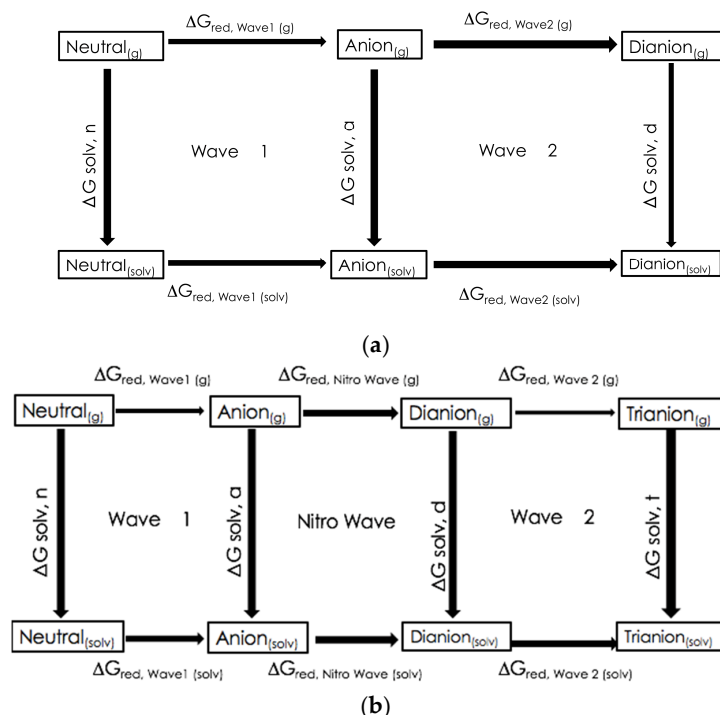 ΔGred, Wave1 (g) ΔGred, Wave2 (g)
Neutral(g) Anion(g) Dianion(g)
ΔG solv, n ΔG solv, a ΔG solv, d
Wave 1 Wave 2
Neutral(solv) Anion(solv) Dianion(solv)
ΔGred, Wave1 (solv) ΔGred, Wave2 (solv)
(a)
ΔGred, Wave1 (g) ΔGred, Nitro Wave (g) ΔGred, Wave 2 (g)
Neutral(g) Anion(g) Dianion(g) Trianion(g)
ΔG solv, n ΔG solv, a ΔG solv, d ΔG solv, t
Wave 1 Nitro Wave Wave 2
Neutral(solv) Anion(solv) Dianion(solv) Trianion(solv)
ΔGred, Wave1 (solv) ΔGred, Nitro Wave (solv) ΔGred, Wave 2 (solv)
(b)